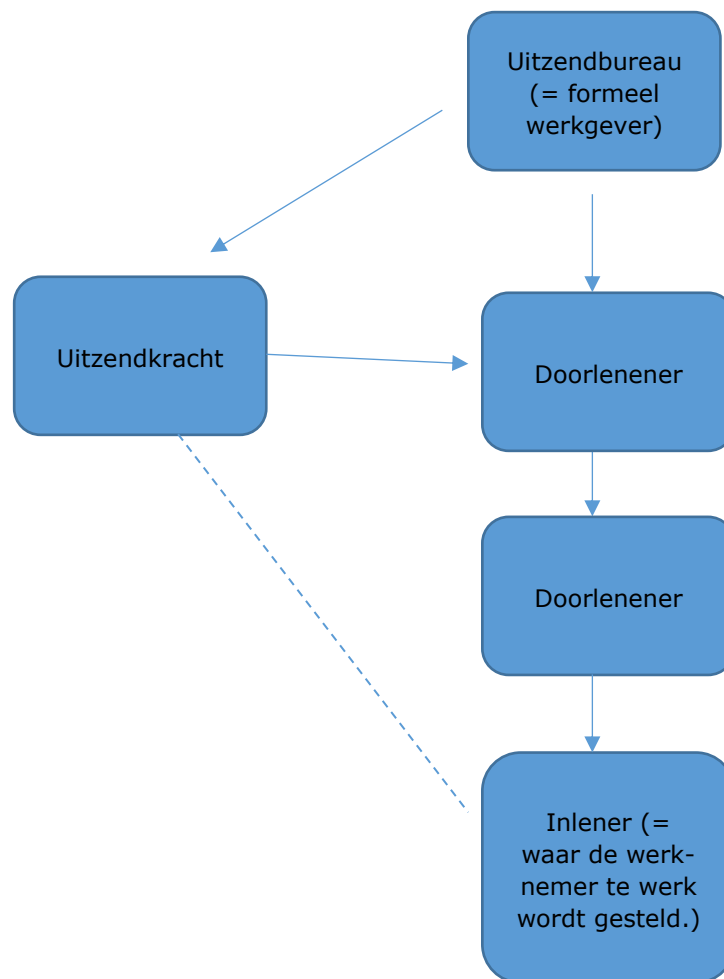 Uitzendbureau
(= formeel
werkgever)
Uitzendkracht
Doorlenener
Doorlenener
Inlener (=
waar de werk-
nemer te werk
wordt gesteld.)